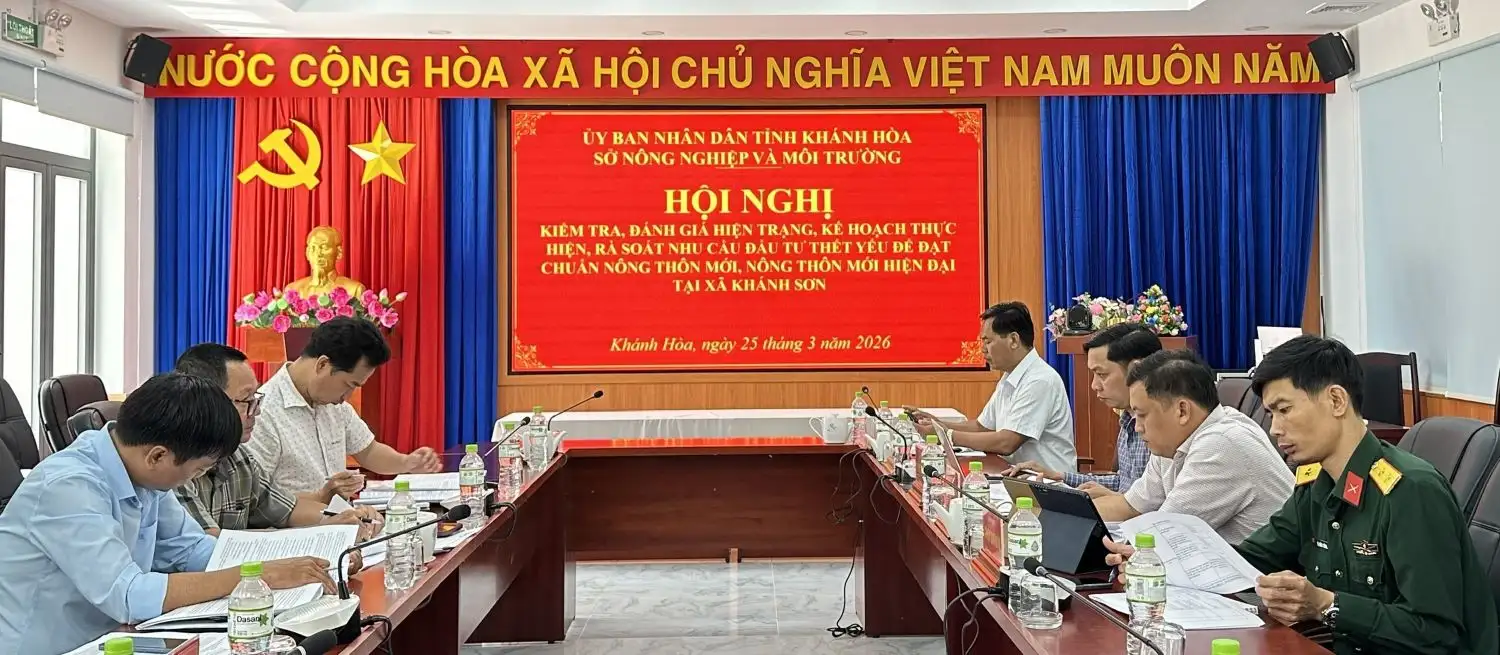 LỐI THOÁT
NƯỚC CỘNG HÒA XÃ HỘI CHỦ NGHĨA VIỆT NAM MUÔN NĂM
ỦY BAN NHÂN DÂN TỈNH KHÁNH HÒA
SỞ NÔNG NGHIỆP VÀ MÔI TRƯỜNG
HỘI NGHỊ
KIỂM TRA, ĐÁNH GIÁ HIỆN TRẠNG, KẾ HOẠCH THỰC
HIỆN, RÀ SOÁT NHU CẦU ĐẦU TƯ THẾT YẾU ĐỂ ĐẠT
CHUẨN NÔNG THÔN MỚI, NÔNG THÔN MỚI HIỆN ĐẠI
TẠI XÃ KHÁNH SƠN
Khánh Hòa, ngày 25 tháng 3 năm 2026
Dasani